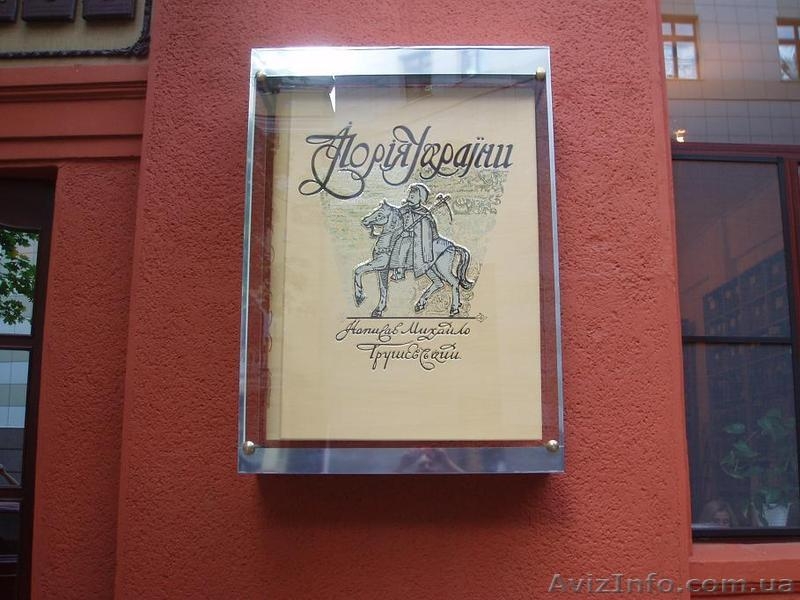 Історія України
Написав Михайло
Грушевський.
AvizInfo.com.ua